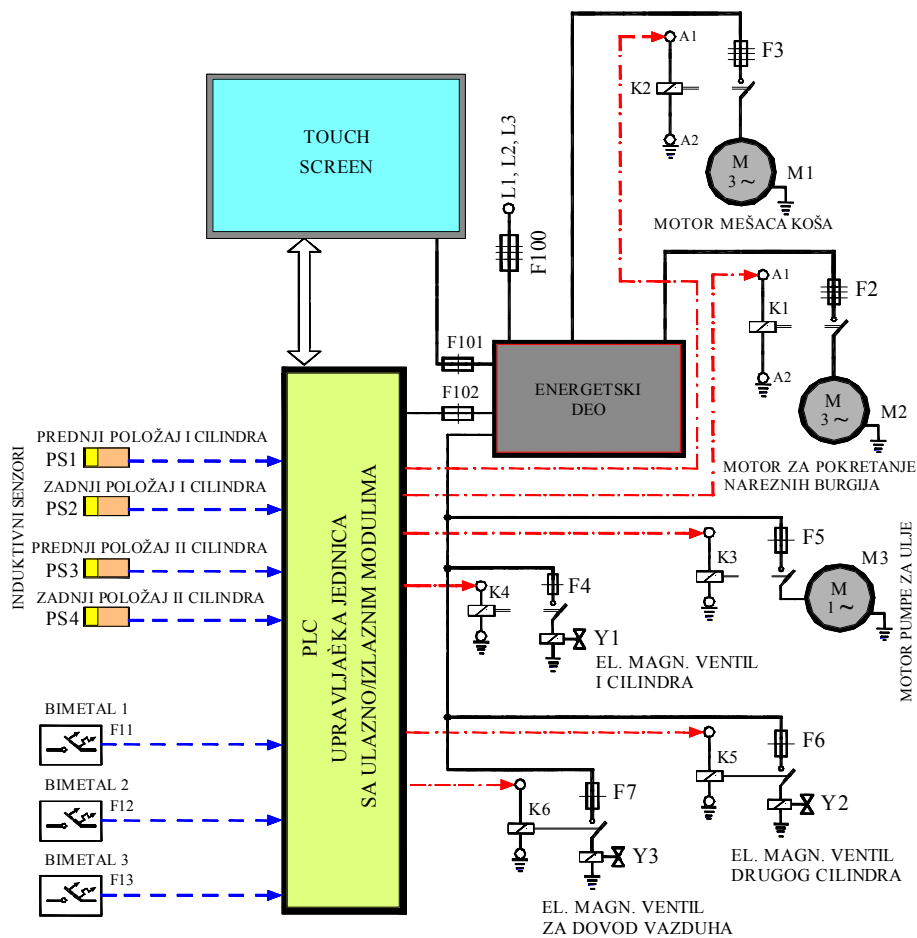 TOUCH
SCREEN
L1, L2, L3
F100
F101
F102
A1
K2
A2
F3
M
3 ~
M1
MOTOR MEŠACA KOŠA
A1
K1
A2
F2
M
3 ~
M2
MOTOR ZA POKRETANJE
NAREZNIH BURGIJA
ENERGETSKI
DEO
INDUKTIVNI SENZORI
PREDNJI POLOŽAJ I CILINDRA
PS1
ZADNJI POLOŽAJ I CILINDRA
PS2
PREDNJI POLOŽAJ II CILINDRA
PS3
ZADNJI POLOŽAJ II CILINDRA
PS4
PLC
UPRAVLJAÈKA JEDINICA
SA ULAZNO/IZLAZNIM MODULIMA
K3
F5
M
1 ~
M3
MOTOR PUMPE ZA ULJE
K4
F4
Y1
EL. MAGN. VENTIL
I CILINDRA
BIMETAL 1
F11
BIMETAL 2
F12
BIMETAL 3
F13
K5
F6
Y2
EL. MAGN. VENTIL
DRUGOG CILINDRA
K6
F7
Y3
EL. MAGN. VENTIL
ZA DOVOD VAZDUHA